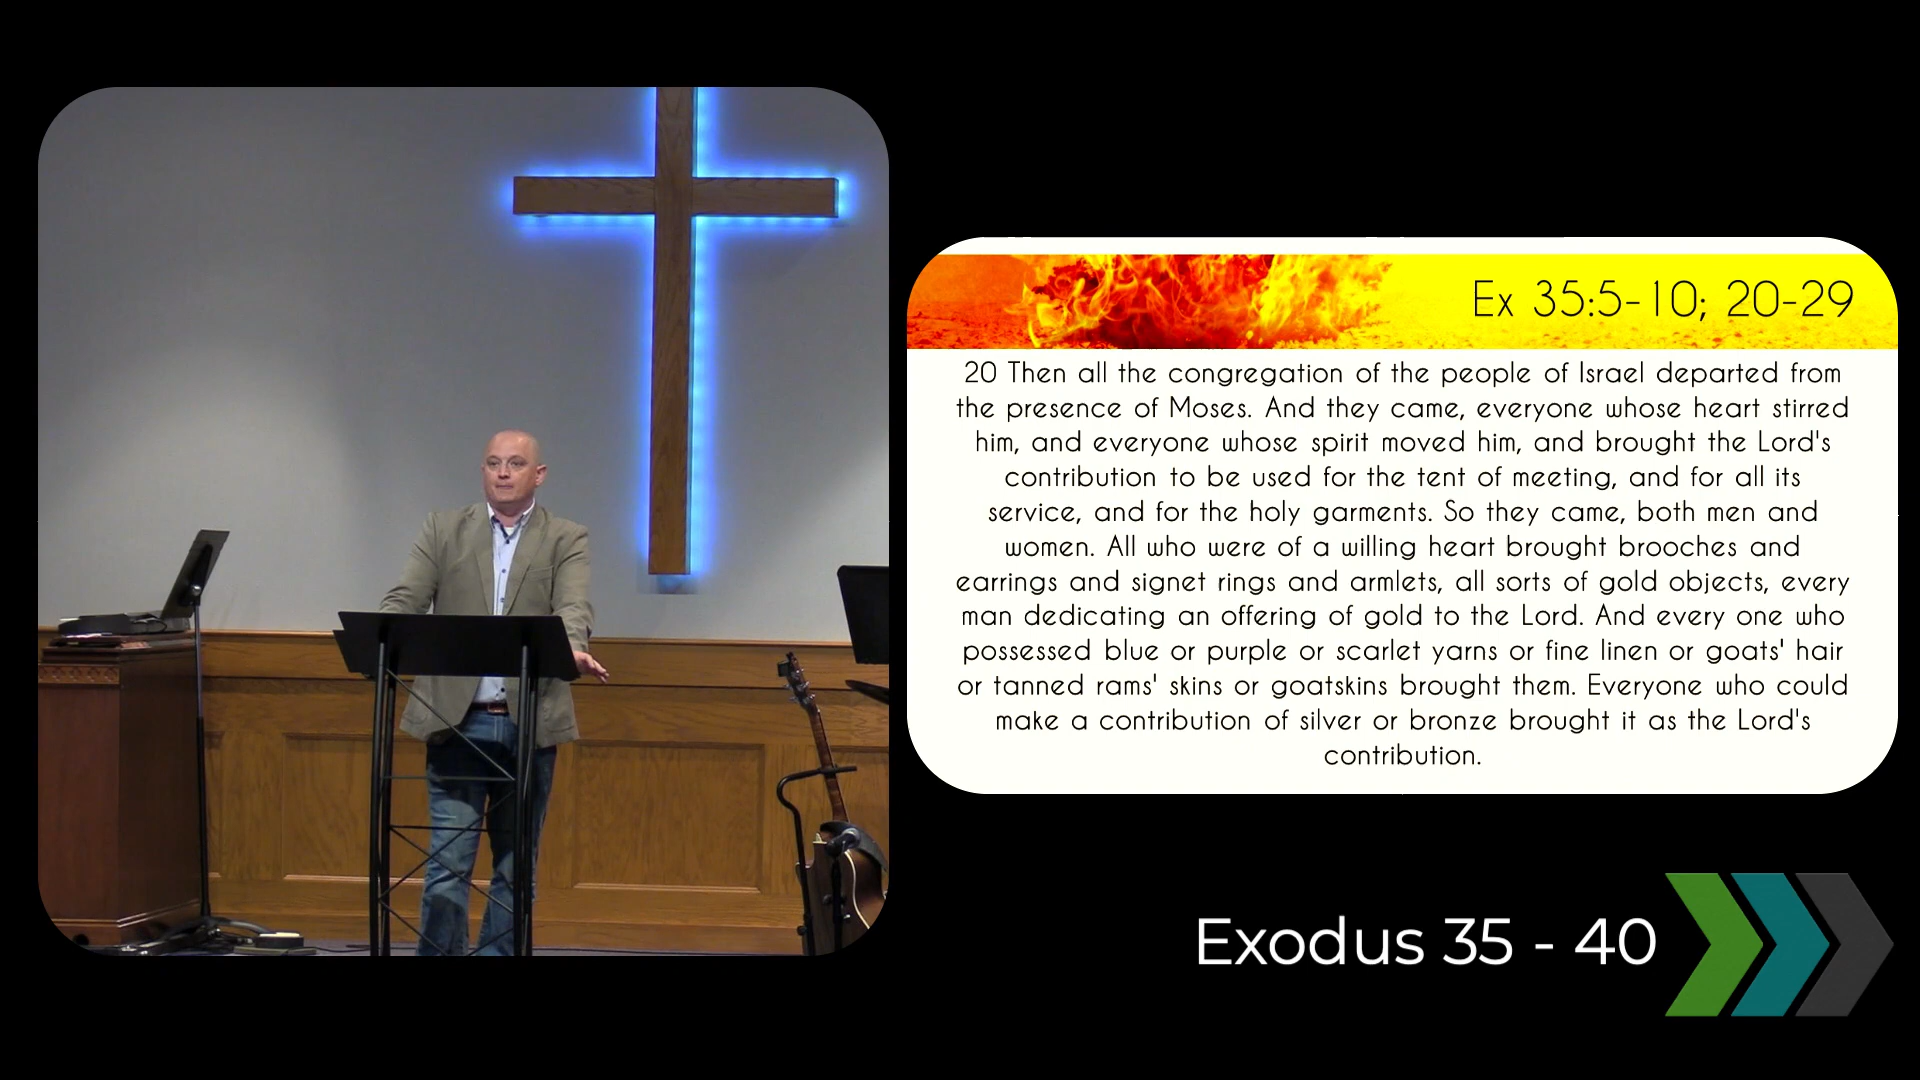 Ex 35:5-10; 20-29
20 Then all the congregation of the people of Israel departed from
the presence of Moses. And they came, everyone whose heart stirred
him, and everyone whose spirit moved him, and brought the Lord's
contribution to be used for the tent of meeting, and for all its
service, and for the holy garments. So they came, both men and
women. All who were of a willing heart brought brooches and
earrings and signet rings and armlets, all sorts of gold objects, every
man dedicating an offering of gold to the Lord. And every one who
possessed blue or purple or scarlet yarns or fine linen or goats' hair
or tanned rams' skins or goatskins brought them. Everyone who could
make a contribution of silver or bronze brought it as the Lord's
contribution.
Exodus 35 - 40